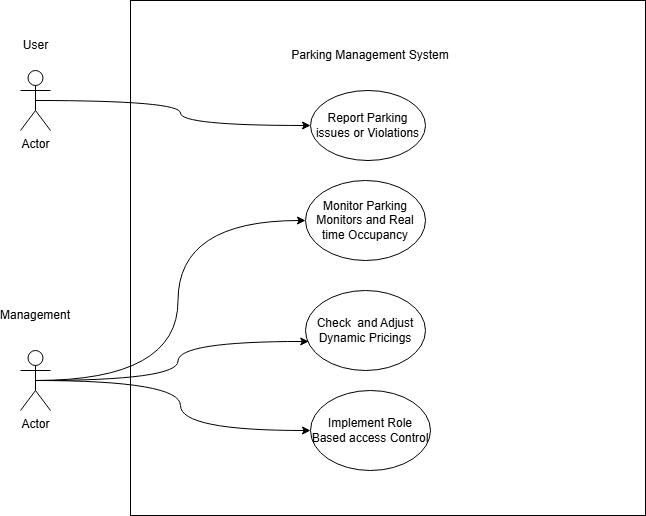 User
Parking Management System
Report Parking
issues or Violations
Actor
Monitor Parking
Monitors and Real
time Occupancy
Management
Check and Adjust
Dynamic Pricings
Actor
Implement Role
Based access Control